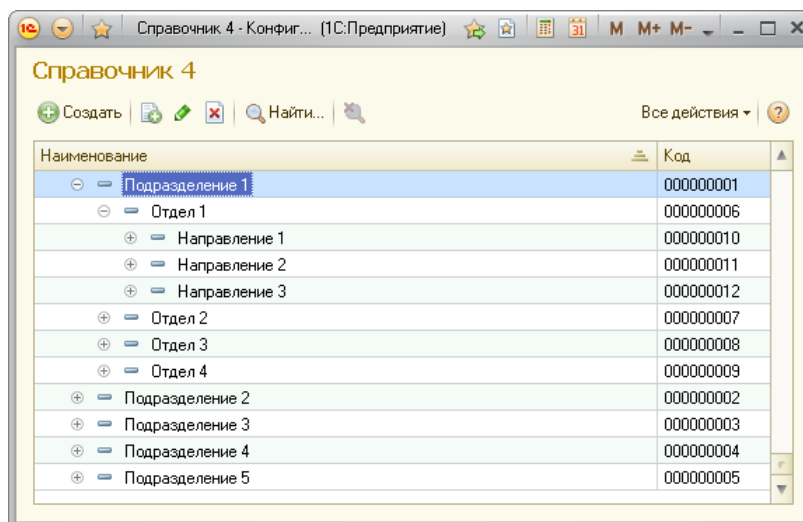 1С Справочник 4 - Конфиг... (1С:Предприятие) 31 M M+ M-
Справочник 4
Создать Найти... Все действия ?
Наименование Код
Подразделение 1 000000001
Отдел 1 000000006
Направление 1 000000010
Направление 2 000000011
Направление 3 000000012
Отдел 2 000000007
Отдел 3 000000008
Отдел 4 000000009
Подразделение 2 000000002
Подразделение 3 000000003
Подразделение 4 000000004
Подразделение 5 000000005